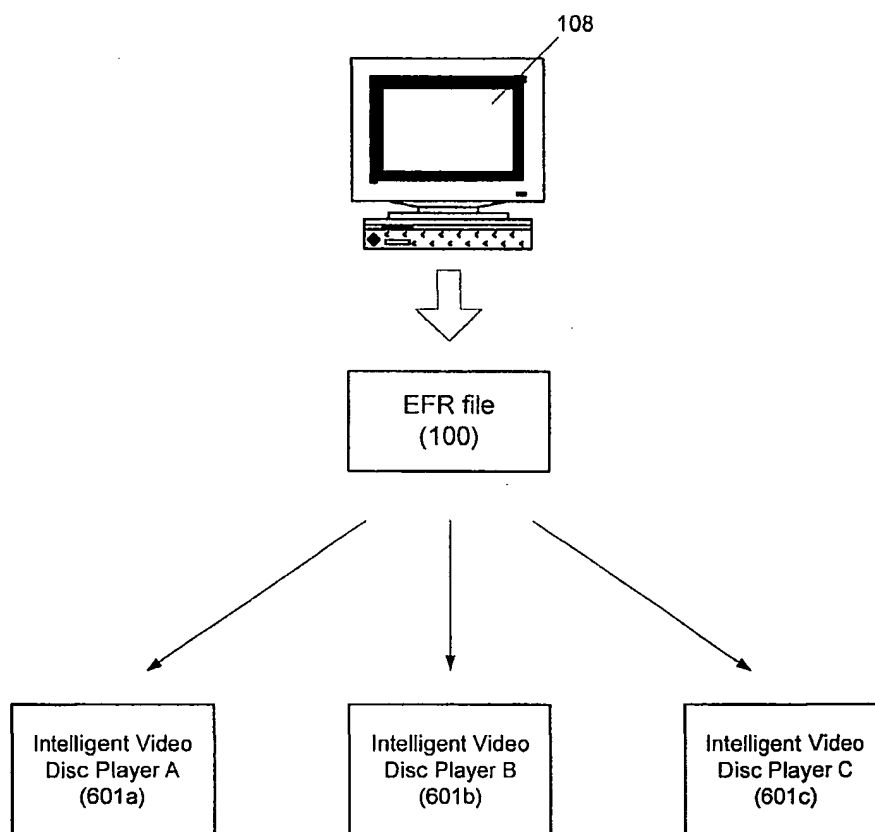 108
EFR file
(100)
Intelligent Video
Disc Player A
(601a)
Intelligent Video
Disc Player B
(601b)
Intelligent Video
Disc Player C
(601c)